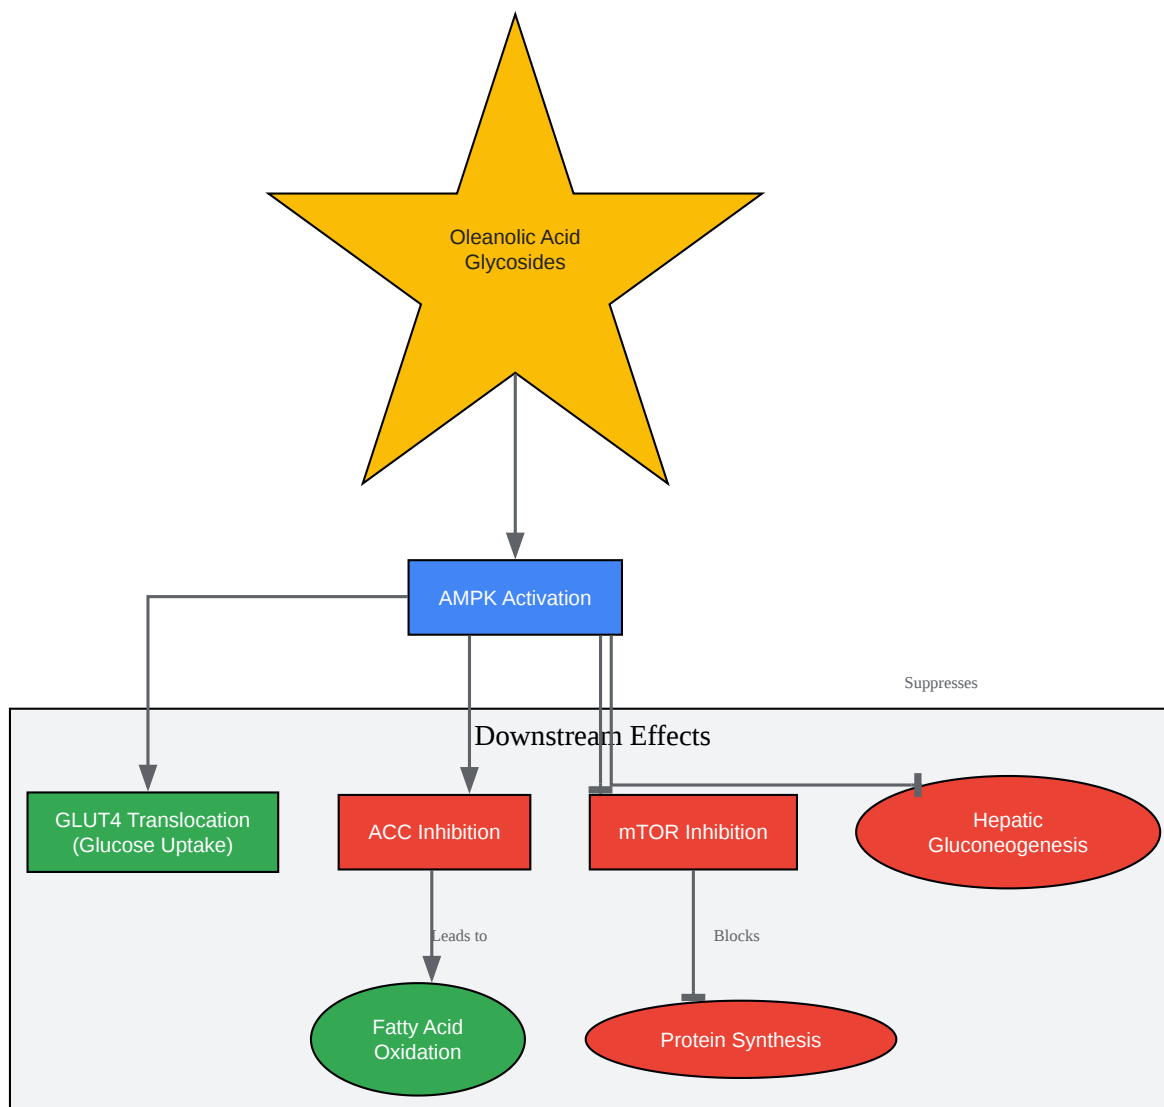 Oleanolic Acid
Glycosides
AMPK Activation
Suppresses
Downstream Effects
GLUT4 Translocation
(Glucose Uptake)
ACC Inhibition
mTOR Inhibition
Hepatic
Gluconeogenesis
Leads to
Blocks
Fatty Acid
Oxidation
Protein Synthesis